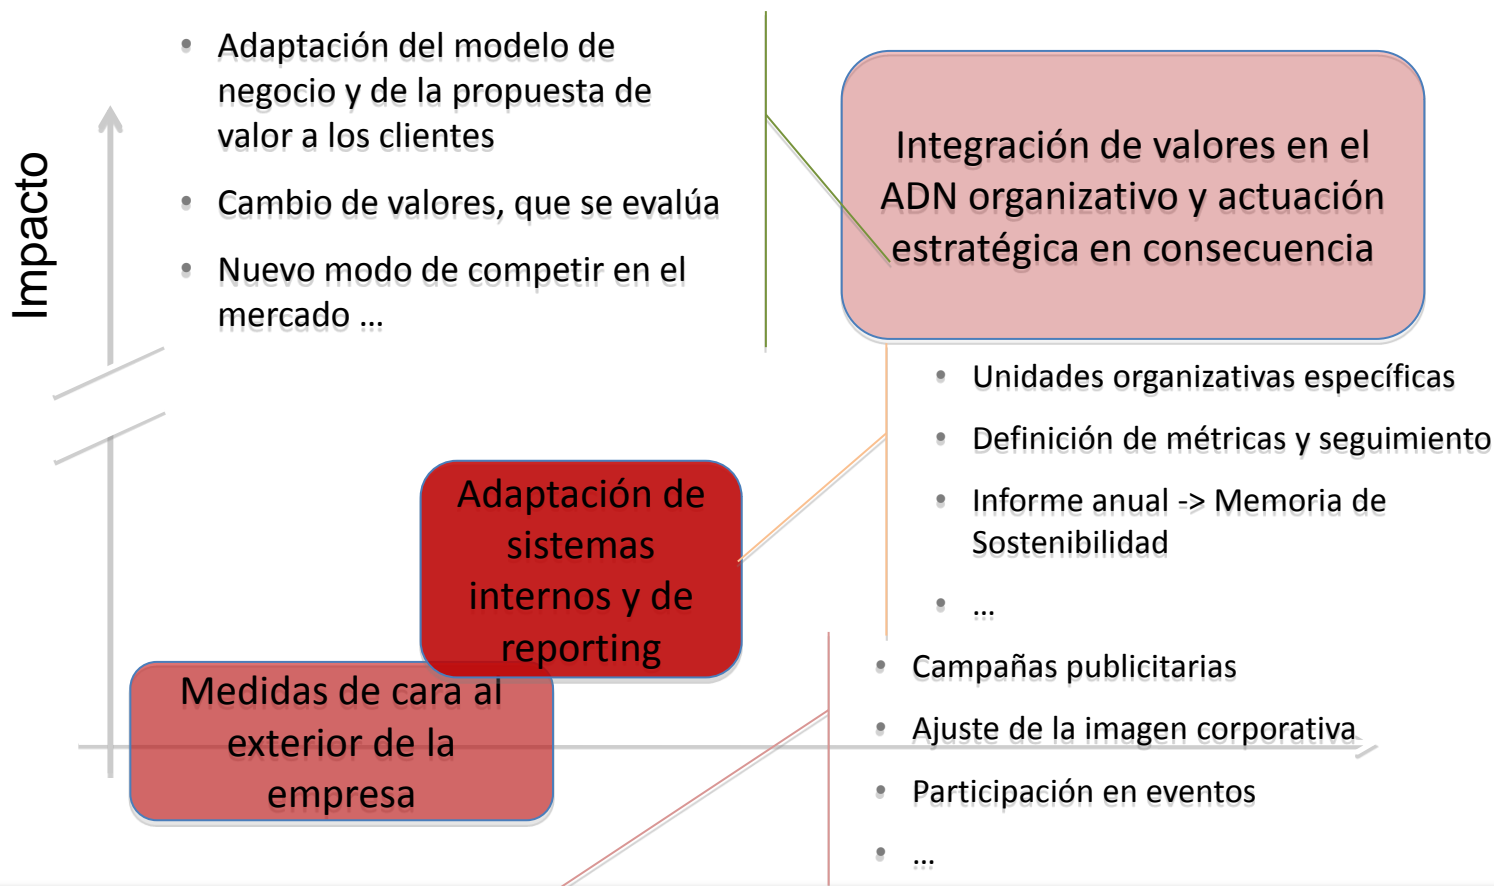 Impacto
Adaptación del modelo de
negocio y de la propuesta de
valor a los clientes
Cambio de valores, que se evalúa
Nuevo modo de competir en el
mercado ...
Integración de valores en el
ADN organizativo y actuación
estratégica en consecuencia
Unidades organizativas específicas
Definición de métricas y seguimiento
Informe anual -> Memoria de
Sostenibilidad
...
Adaptación de
sistemas
internos y de
reporting
Medidas de cara al
exterior de la
empresa
Campañas publicitarias
Ajuste de la imagen corporativa
Participación en eventos
...